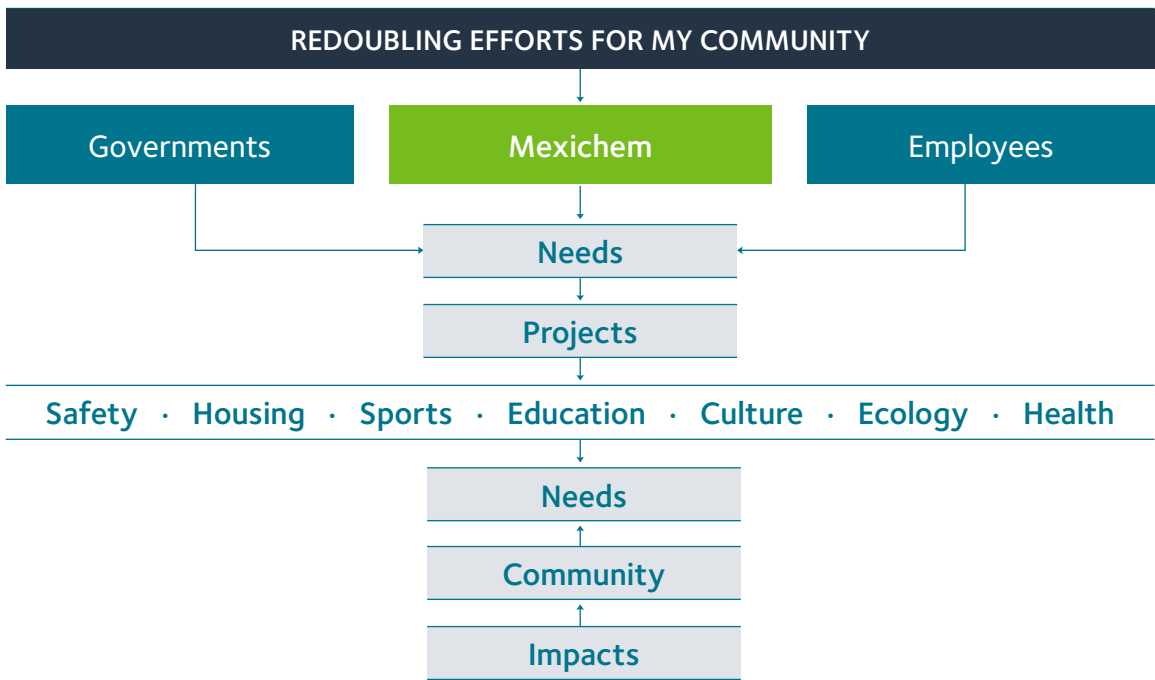 REDOUBLING EFFORTS FOR MY COMMUNITY
Governments
Mexichem
Employees
Needs
Projects
Safety · Housing · Sports · Education · Culture · Ecology · Health
Needs
Community
Impacts